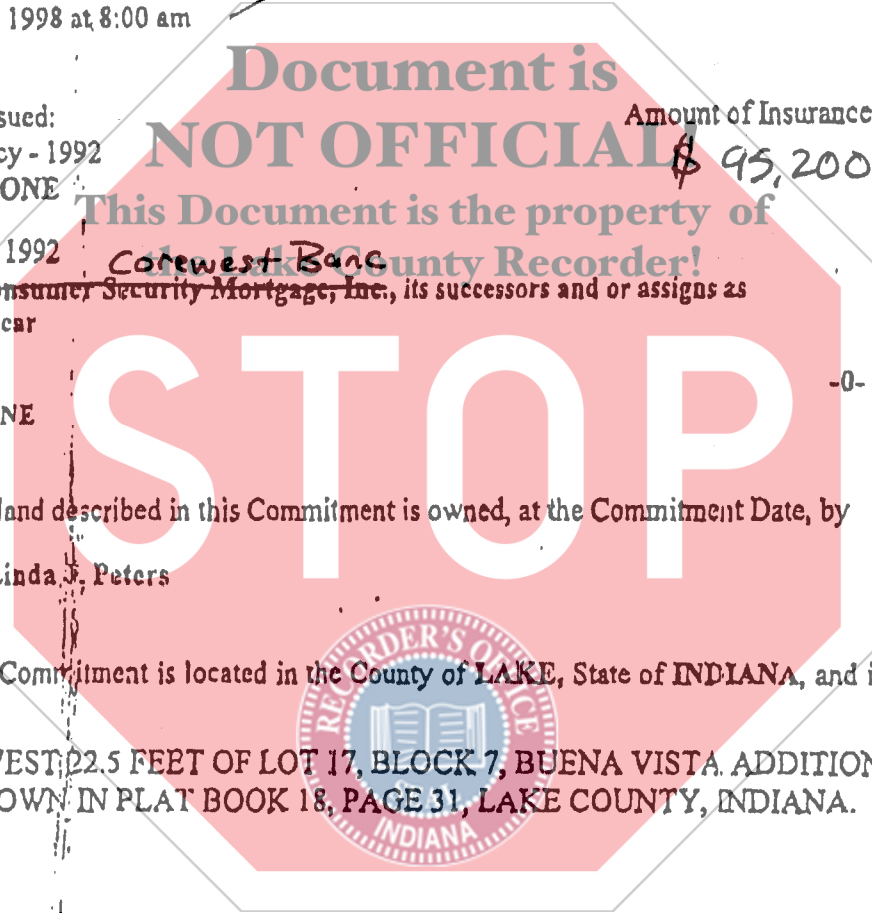 1998 at 8:00 am
Document is
sued:
Amount of Insurance
NOT OFFICIAL!
cy - 1992
$ 95,200
ONE
This Document is the property of
1992
Corewest Banc
the Lake County Recorder!
nsumer Security Mortgage, Inc., its successors and or assigns as
ear
STOP
-0-
NE
land described in this Commitment is owned, at the Commitment Date, by
Linda J. Peters
RECORDER'S OFFICE
Commitment is located in the County of LAKE, State of INDIANA, and i
VEST 22.5 FEET OF LOT 17, BLOCK 7, BUENA VISTA ADDITION
OWN IN PLAT BOOK 18, PAGE 31, LAKE COUNTY, INDIANA.
INDIANA